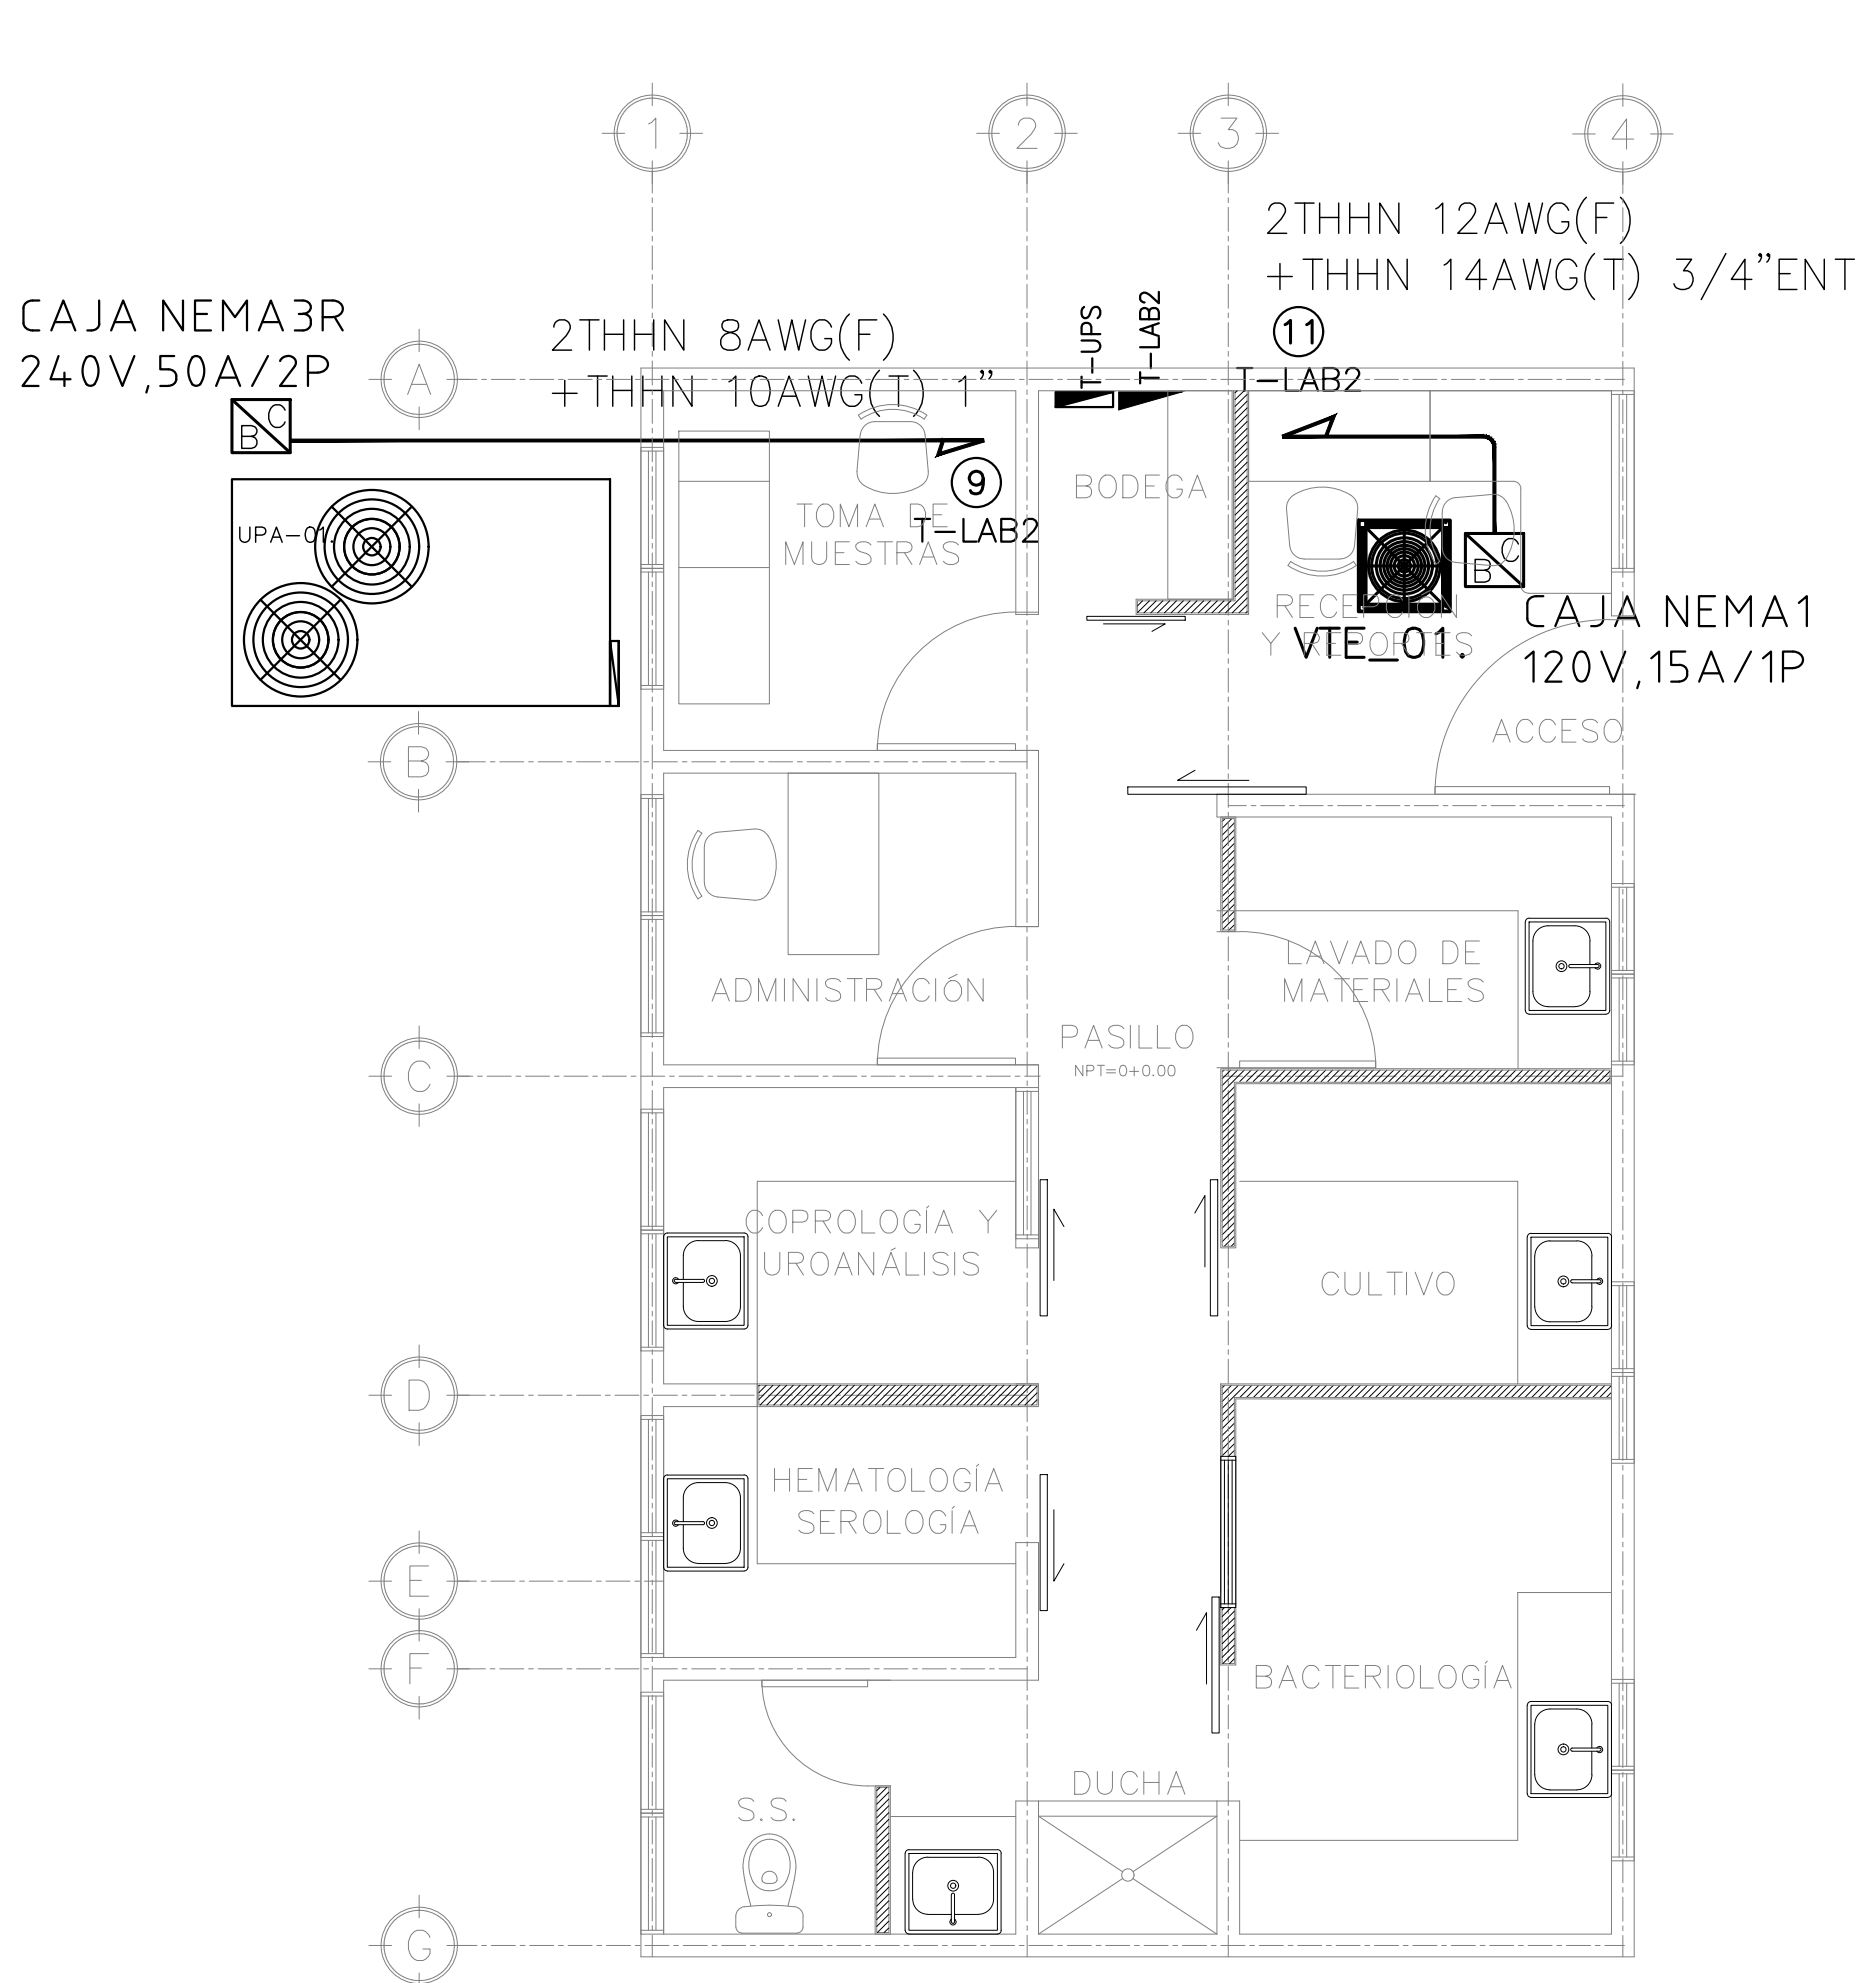 1
2
3
4
2THHN 12AWG(F)
+THHN 14AWG(T) 3/4”ENT
CAJA NEMA3R
240V,50A/2P
A
2THHN 8AWG(F)
+THHN 10AWG(T) 1”
T-UPS
T-LAB2
11
T-LAB2
C
B
9
T-LAB2
TOMA DE
MUESTRAS
BODEGA
UPA-01.
C
B
RECEPCION
Y REPORTES
VTE_01.
CAJA NEMA1
120V,15A/1P
ACCESO
B
ADMINISTRACIÓN
LAVADO DE
MATERIALES
PASILLO
NPT=0+0.00
C
COPROLOGÍA Y
UROANÁLISIS
CULTIVO
D
HEMATOLOGÍA
SEROLOGÍA
E
F
BACTERIOLOGÍA
DUCHA
S.S.
G